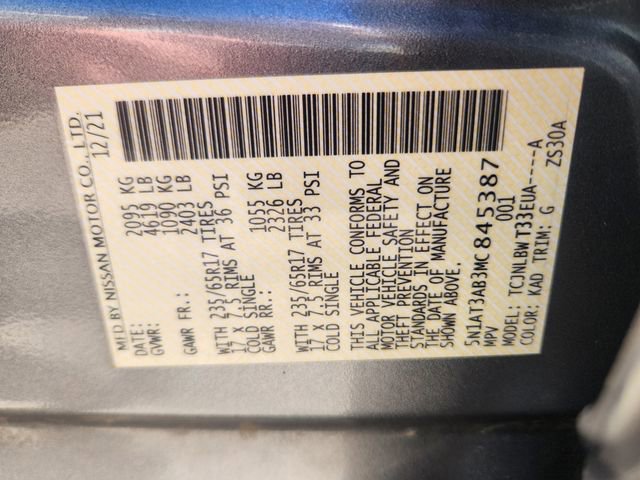 MFD BY NISSAN MOTOR CO., LTD.
DATE: 12/21
GVWR: 2095 KG
4619 LB
GAWR FR.: 1090 KG
2403 LB
WITH 235/65R17 TIRES
17 X 7.5 RIMS AT 36 PSI
COLD SINGLE
GAWR RR.: 1055 KG
2326 LB
WITH 235/65R17 TIRES
17 X 7.5 RIMS AT 33 PSI
COLD SINGLE
THIS VEHICLE CONFORMS TO
ALL APPLICABLE FEDERAL
MOTOR VEHICLE SAFETY AND
THEFT PREVENTION
STANDARDS IN EFFECT ON
THE DATE OF MANUFACTURE
SHOWN ABOVE.
5N1AT3AB3MC845387
MPV 001
MODEL: TCJNLBWT33EUA----A
COLOR: KAD TRIM: G ZS30A